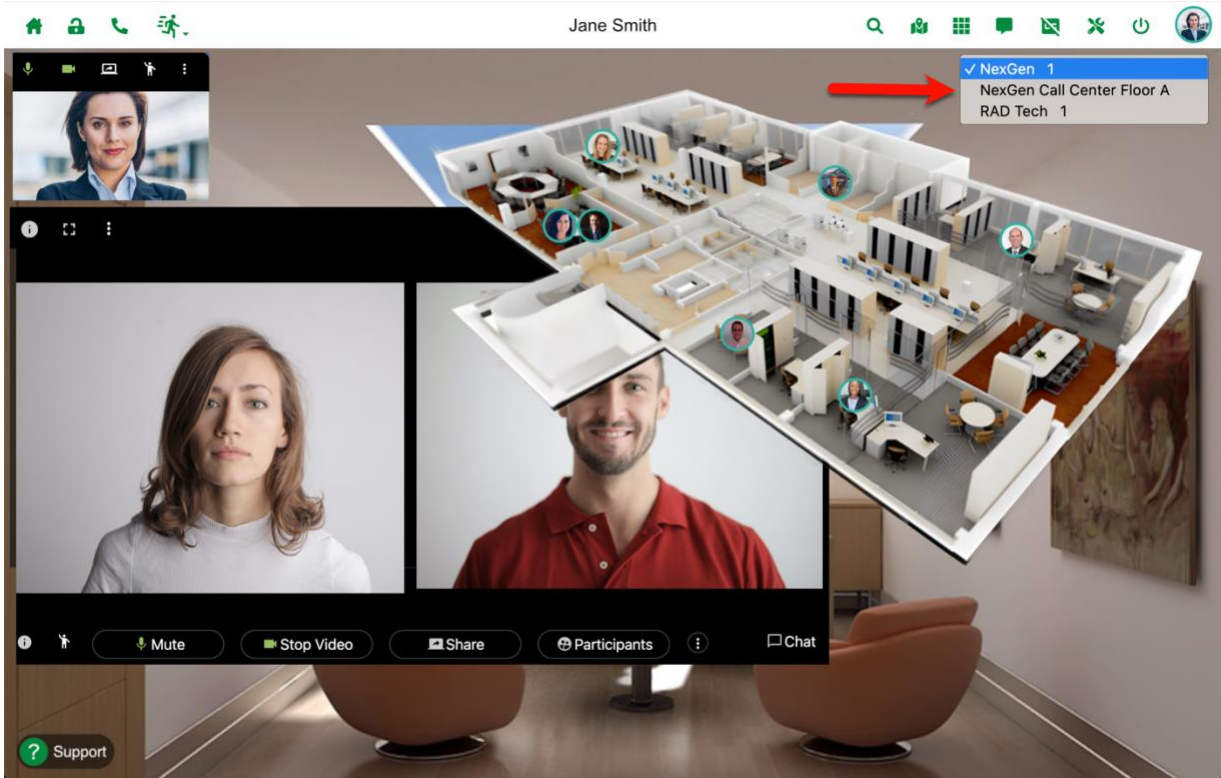 Jane Smith
✓ NexGen 1
NexGen Call Center Floor A
RAD Tech 1
Mute
Stop Video
Share
Participants
Chat
? Support